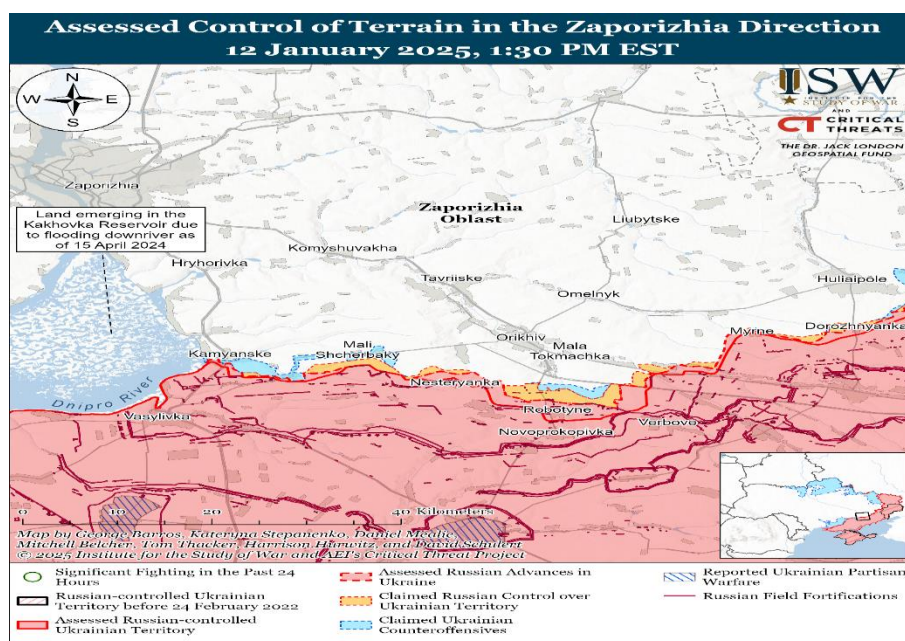 Assessed Control of Terrain in the Zaporizhia Direction
12 January 2025, 1:30 PM EST
N
W E
S
ISW
INSTITUTE FOR THE
STUDY OF WAR
AND
CT CRITICAL
THREATS
THE DR. JACK LONDON
GEOSPATIAL FUND
Zaporizhia
Land emerging in the
Kakhovka Reservoir due
to flooding downriver as
of 15 April 2024
Zaporizhia
Oblast
Liubytske
Komyshuvakha
Hryhorivka
Tavriiske
Huliaipole
Omelnyk
Orikhiv
Mala
Tokmachka
Myrne
Dorozhnyanka
Mali
Shcherbaky
Kamyanske
Nesteryanka
Dnipro River
Vasylivka
Robotyne
Novoprokopivka
Verbove
0 10 20 40 Kilometers
Map by George Barros, Kateryna Stepanenko, Daniel Mealie,
Mitchell Belcher, Tom Thacker, Harrison Hurwitz, and David Schulert
© 2025 Institute for the Study of War and AEI's Critical Threat Project
Significant Fighting in the Past 24
Hours
Russian-controlled Ukrainian
Territory before 24 February 2022
Assessed Russian-controlled
Ukrainian Territory
Assessed Russian Advances in
Ukraine
Claimed Russian Control over
Ukrainian Territory
Claimed Ukrainian
Counteroffensives
Reported Ukrainian Partisan
Warfare
Russian Field Fortifications